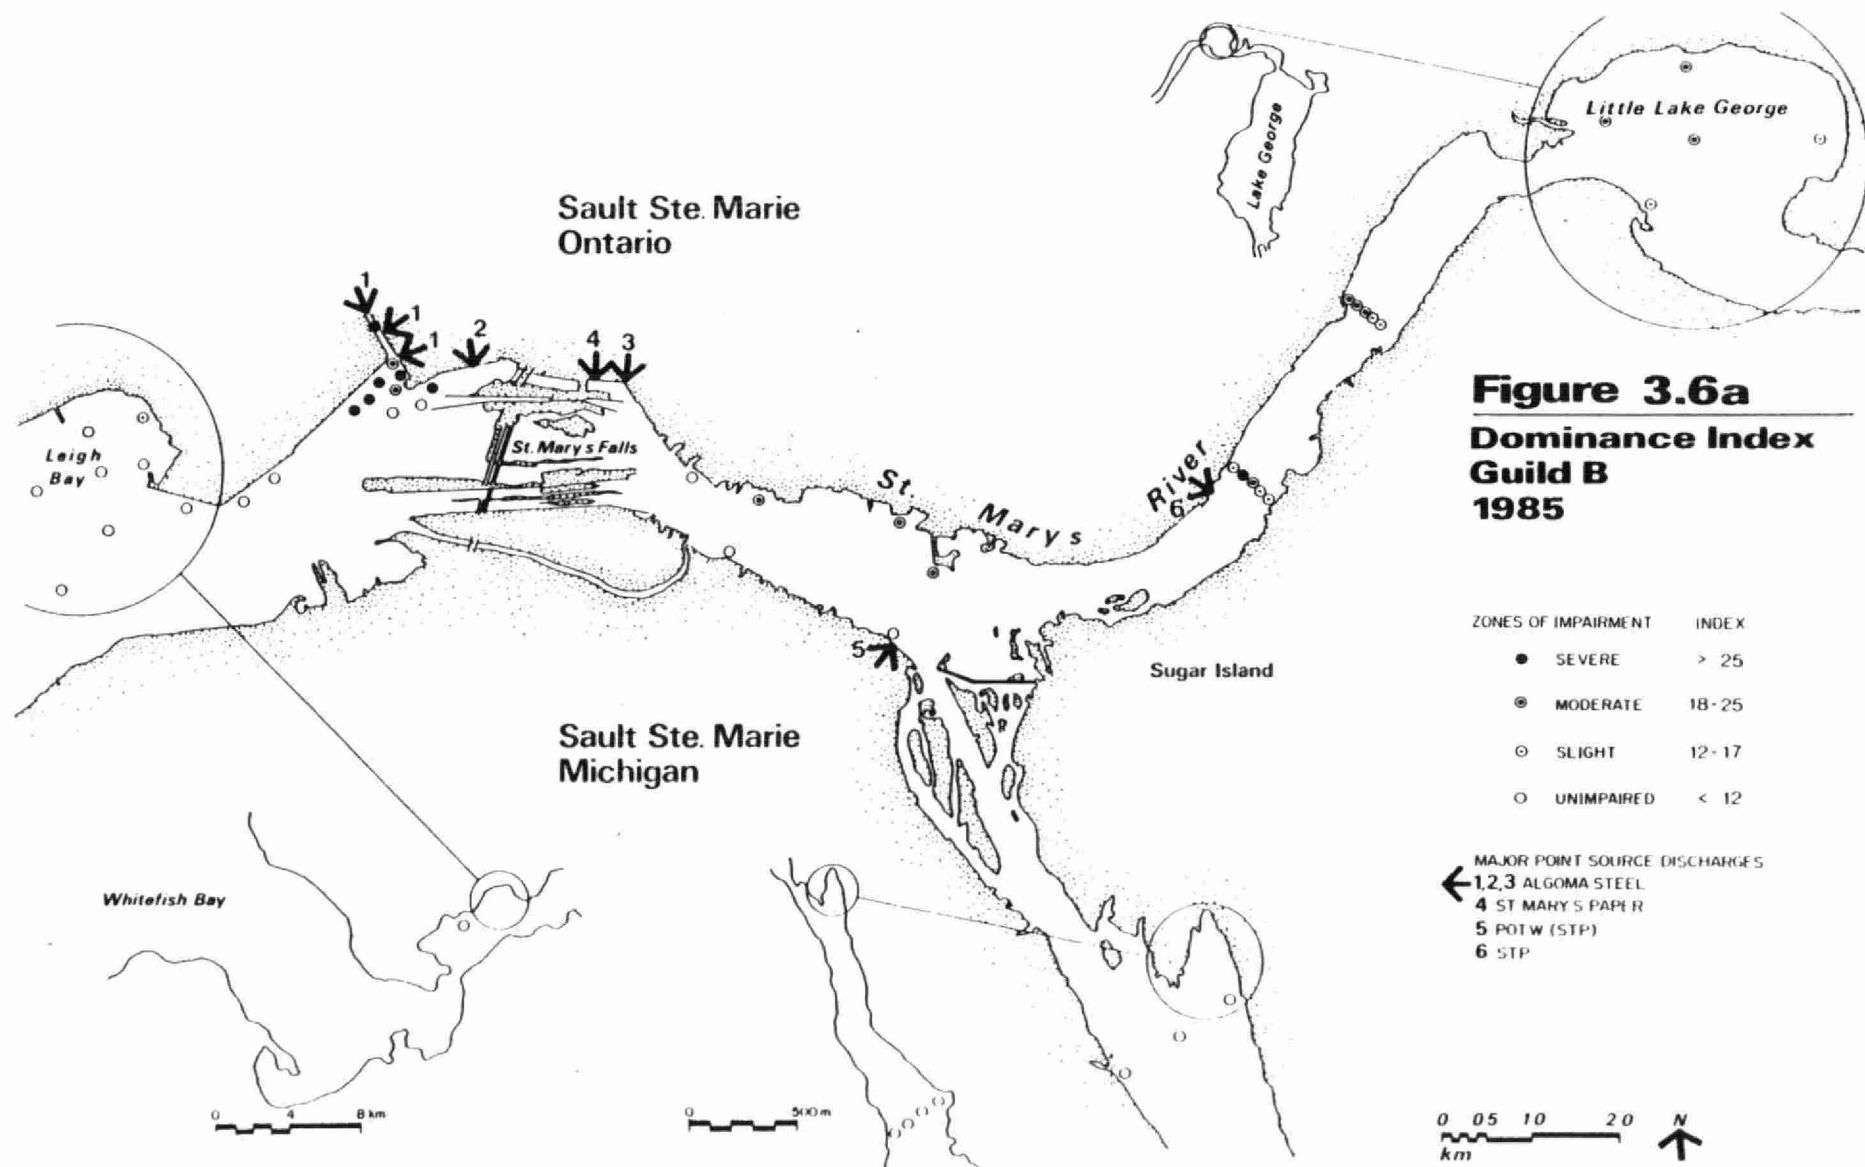 Little Lake George
Lake George
Sault Ste. Marie
Ontario
1
1
1
2
4
3
Leigh
Bay
St. Marys Falls
St. Marys River
6
5
Sugar Island
Sault Ste. Marie
Michigan
Whitefish Bay
Figure 3.6a
Dominance Index
Guild B
1985
ZONES OF IMPAIRMENT INDEX
SEVERE > 25
MODERATE 18-25
SLIGHT 12-17
UNIMPAIRED < 12
MAJOR POINT SOURCE DISCHARGES
1,2,3 ALGOMA STEEL
4 ST MARY'S PAPER
5 POTW (STP)
6 STP
0 4 8 km
0 500 m
0 05 10 20
km
N